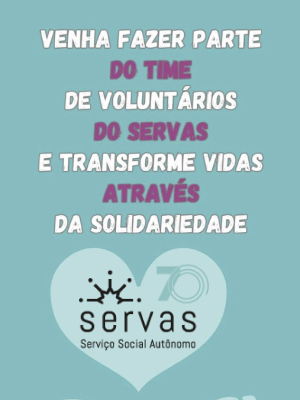 VENHA FAZER PARTE
DO TIME
DE VOLUNTÁRIOS
DO SERVAS
E TRANSFORME VIDAS
ATRAVÉS
DA SOLIDARIEDADE
70
servas
Serviço Social Autônomo